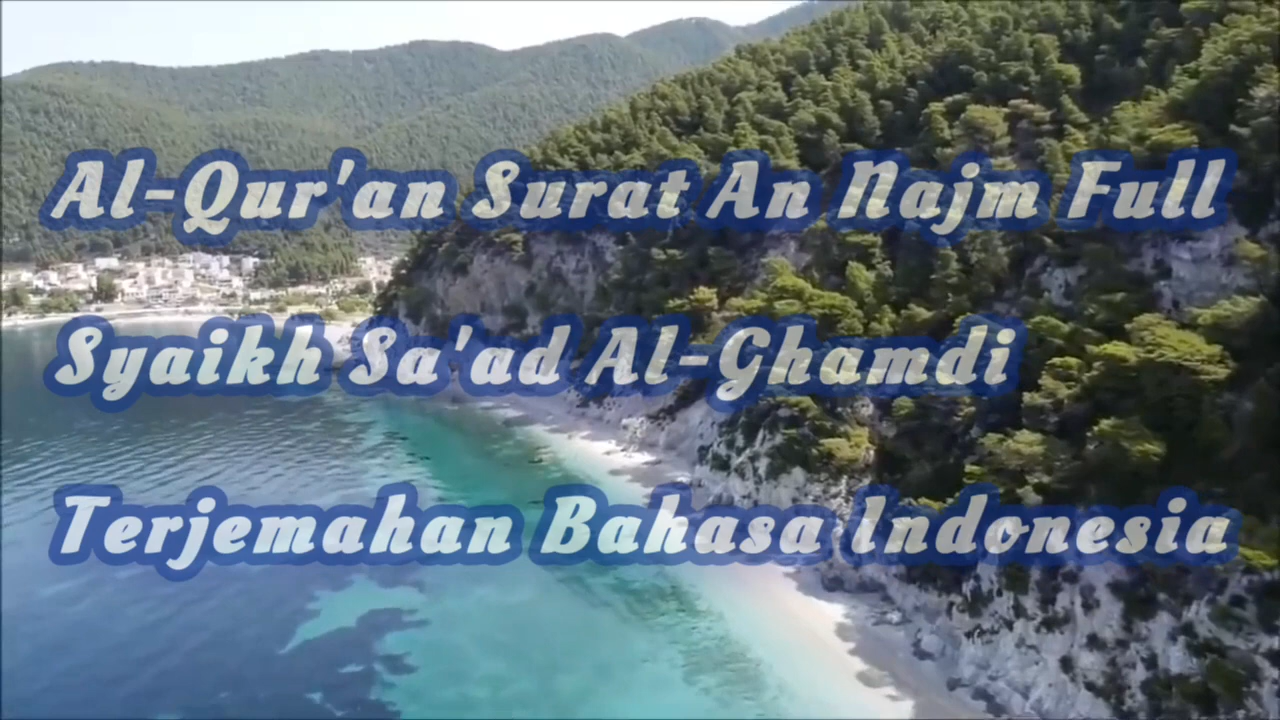 Al-Qur'an Surat An Najm Full
Syaikh Sa'ad Al-Ghamdi
Terjemahan Bahasa Indonesia